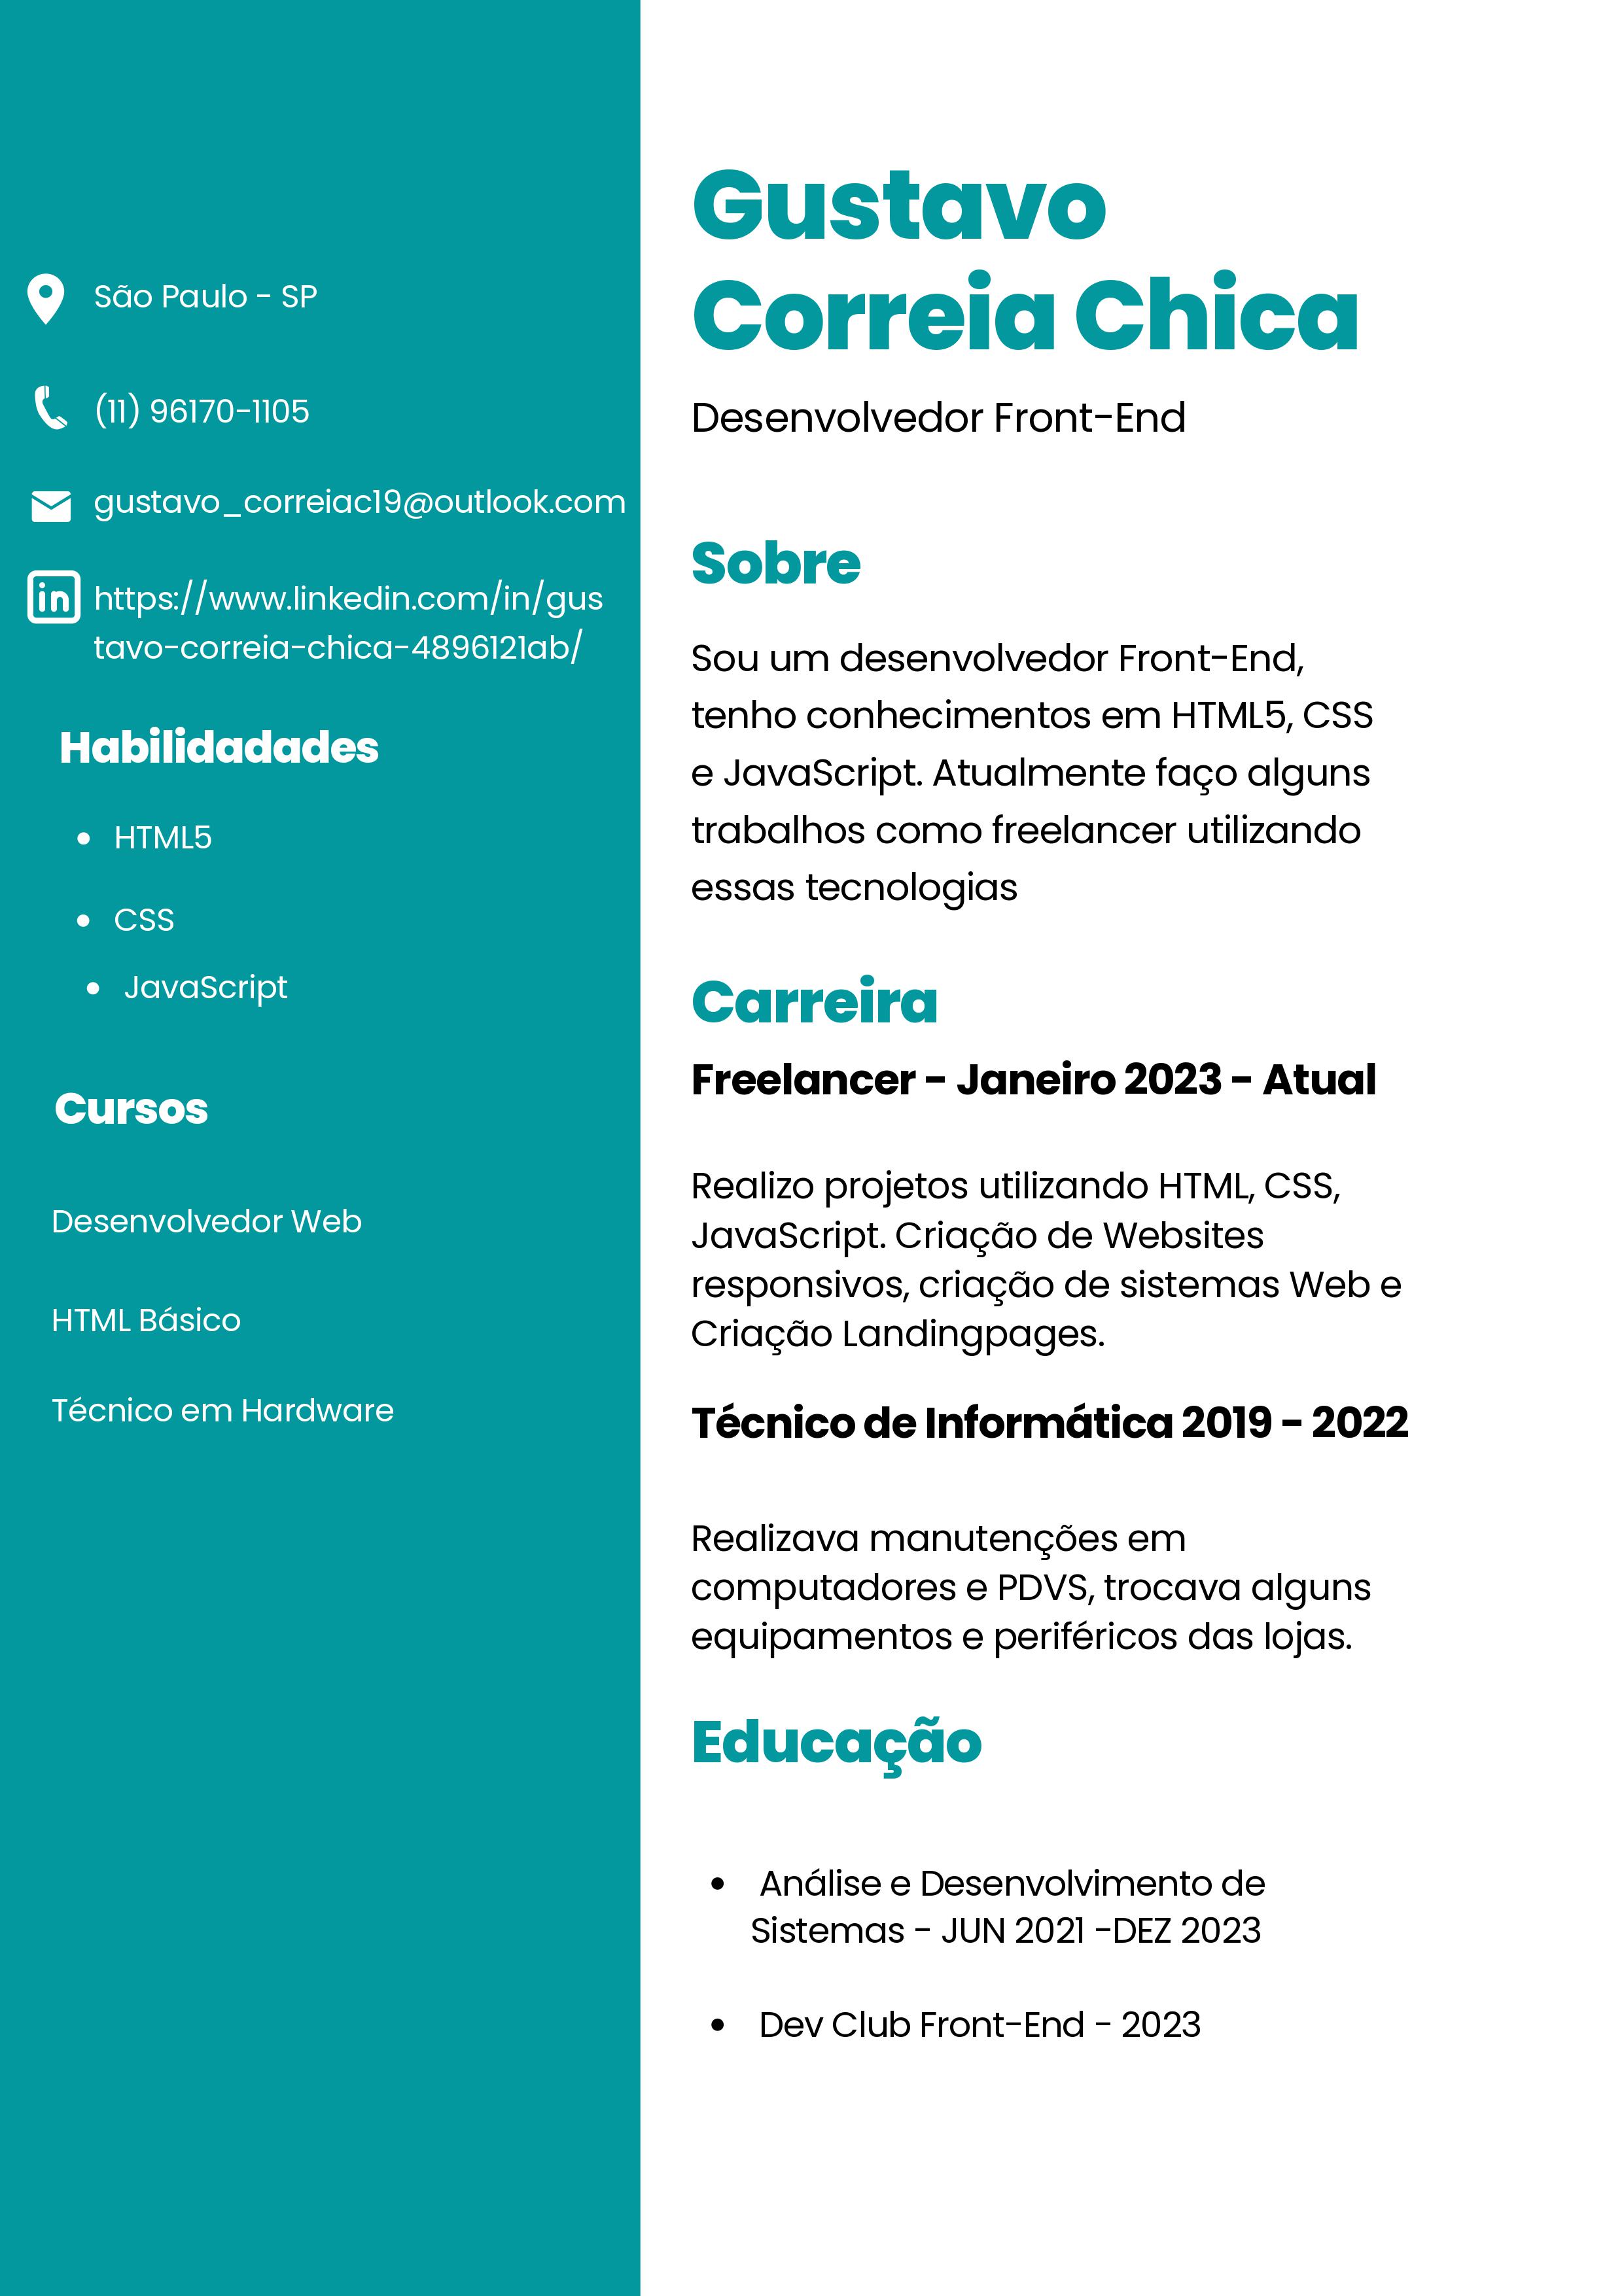 São Paulo - SP
(11) 96170-1105
gustavo_correiac19@outlook.com
https://www.linkedin.com/in/gus
tavo-correia-chica-4896121ab/
Habilidadades
• HTML5
• CSS
• JavaScript
Cursos
Desenvolvedor Web
HTML Básico
Técnico em Hardware
Gustavo
Correia Chica
Desenvolvedor Front-End
Sobre
Sou um desenvolvedor Front-End,
tenho conhecimentos em HTML5, CSS
e JavaScript. Atualmente faço alguns
trabalhos como freelancer utilizando
essas tecnologias
Carreira
Freelancer - Janeiro 2023 - Atual
Realizo projetos utilizando HTML, CSS,
JavaScript. Criação de Websites
responsivos, criação de sistemas Web e
Criação Landingpages.
Técnico de Informática 2019 - 2022
Realizava manutenções em
computadores e PDVS, trocava alguns
equipamentos e periféricos das lojas.
Educação
• Análise e Desenvolvimento de
Sistemas - JUN 2021 -DEZ 2023
• Dev Club Front-End - 2023